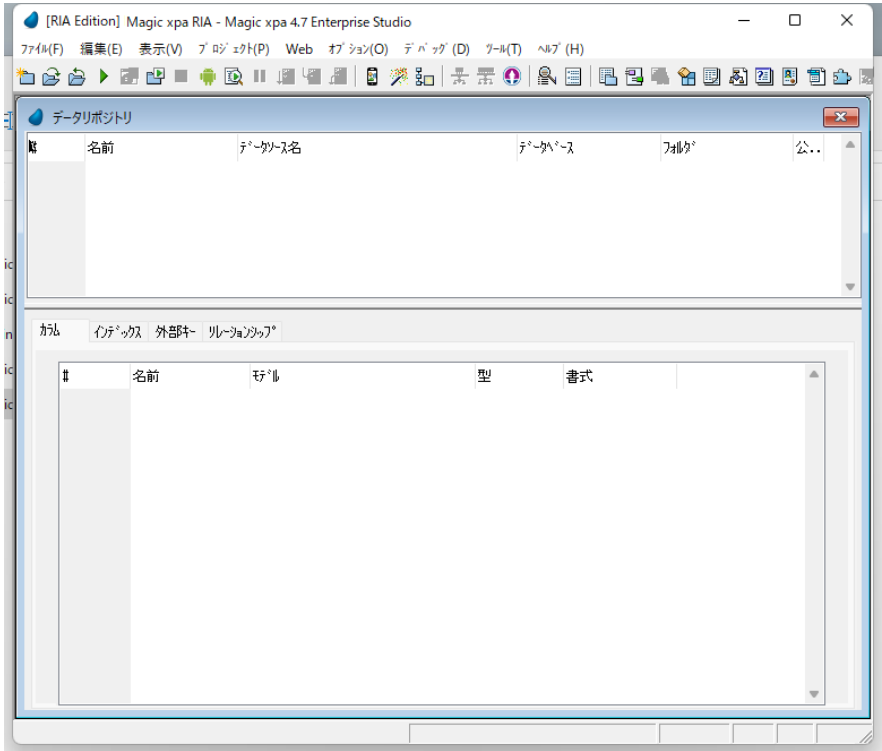 [RIA Edition] Magic xpa RIA - Magic xpa 4.7 Enterprise Studio
ﾌｧｲﾙ(F) 編集(E) 表示(V) ﾌﾟﾛｼﾞｪｸﾄ(P) Web ｵﾌﾟｼｮﾝ(O) ﾃﾞﾊﾞｯｸﾞ(D) ﾂｰﾙ(T) ﾍﾙﾌﾟ(H)
データリポジトリ
# 名前 ﾃﾞｰﾀｿｰｽ名 ﾃﾞｰﾀﾍﾞｰｽ ﾌｫﾙﾀﾞ 公..
ｶﾗﾑ ｲﾝﾃﾞｯｸｽ 外部ｷｰ ﾘﾚｰｼｮﾝｼｯﾌﾟ
# 名前 ﾓﾃﾞﾙ 型 書式